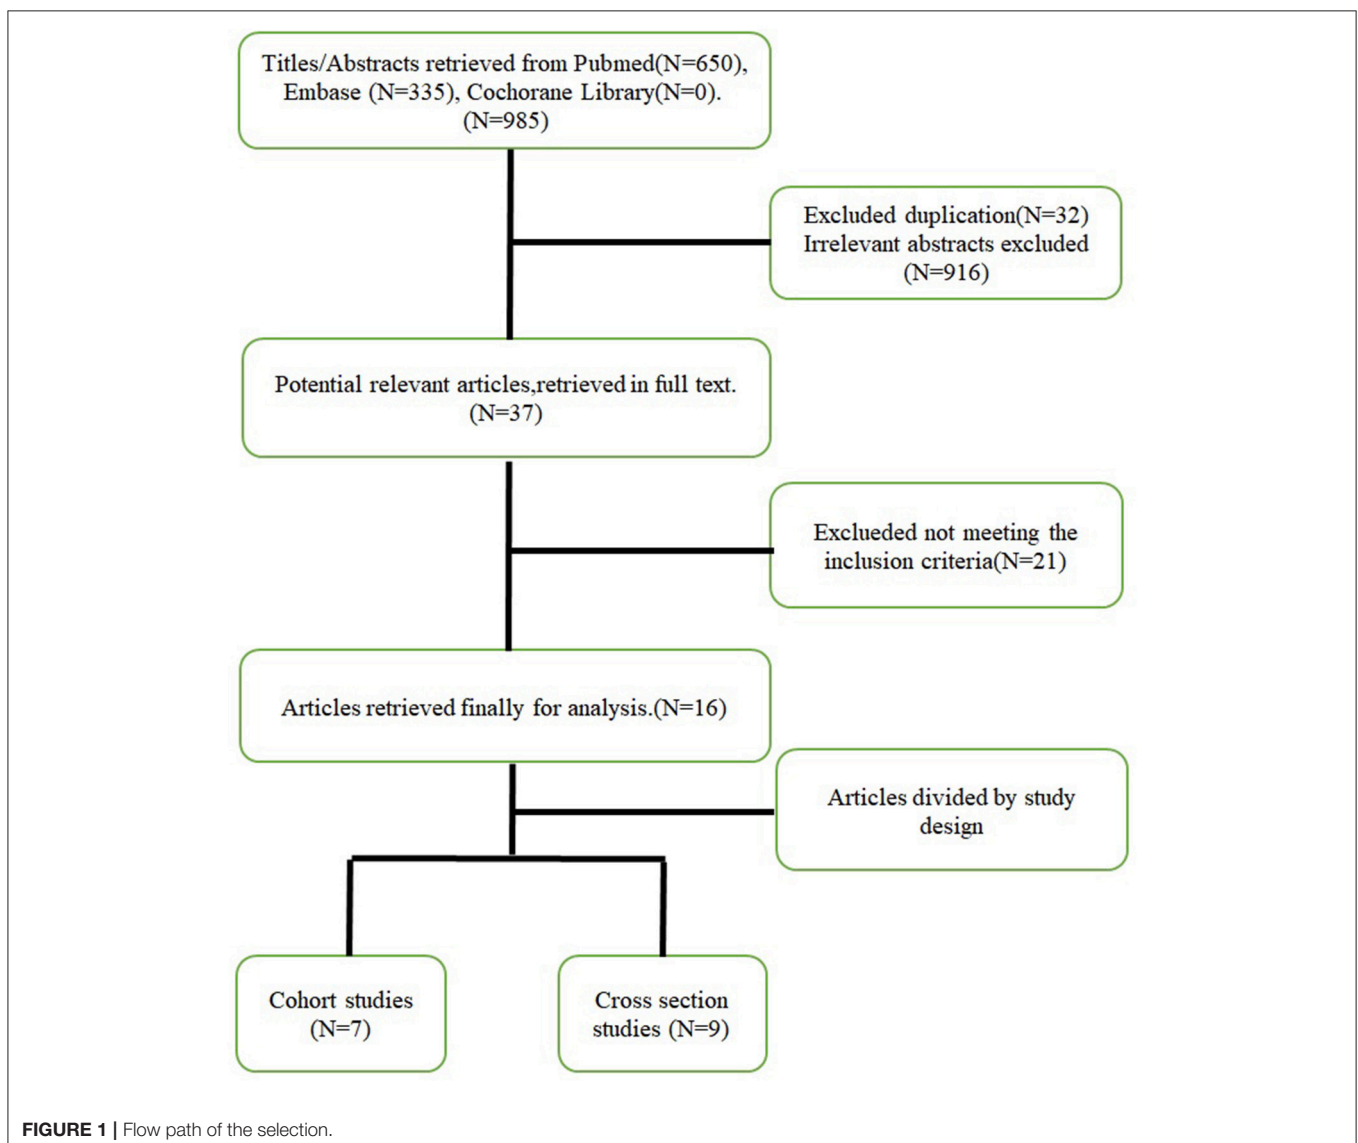 Titles/Abstracts retrieved from Pubmed(N=650),
Embase (N=335), Cochorane Library(N=0).
(N=985)
Excluded duplication(N=32)
Irrelevant abstracts excluded
(N=916)
Potential relevant articles,retrieved in full text.
(N=37)
Exclueded not meeting the
inclusion criteria(N=21)
Articles retrieved finally for analysis.(N=16)
Articles divided by study
design
Cohort studies
(N=7)
Cross section
studies (N=9)
FIGURE 1 | Flow path of the selection.